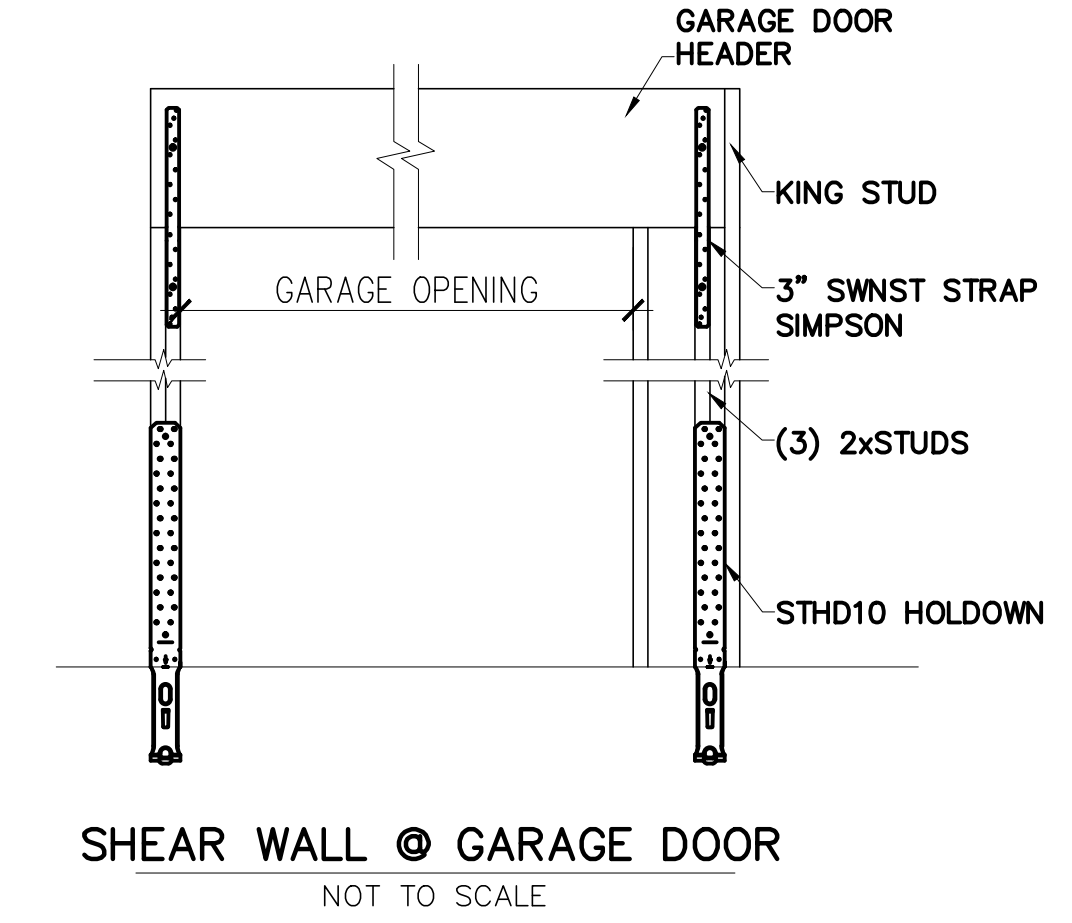 GARAGE DOOR
HEADER
KING STUD
GARAGE OPENING
3" SWNST STRAP
SIMPSON
(3) 2xSTUDS
STHD10 HOLDOWN
SHEAR WALL @ GARAGE DOOR
NOT TO SCALE